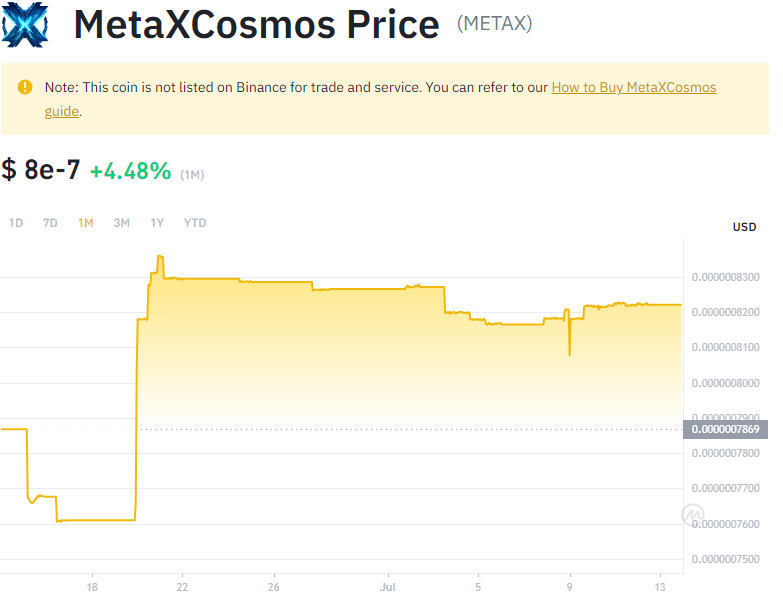 MetaXCosmos Price (METAX)
Note: This coin is not listed on Binance for trade and service. You can refer to our How to Buy MetaXCosmos
guide.
$ 8e-7 +4.48% (1M)
1D 7D 1M 3M 1Y YTD
USD
0.0000008300
0.0000008200
0.0000008100
0.0000008000
0.0000007900
0.0000007869
0.0000007800
0.0000007700
0.0000007600
0.0000007500
18 22 26 Jul 5 9 13